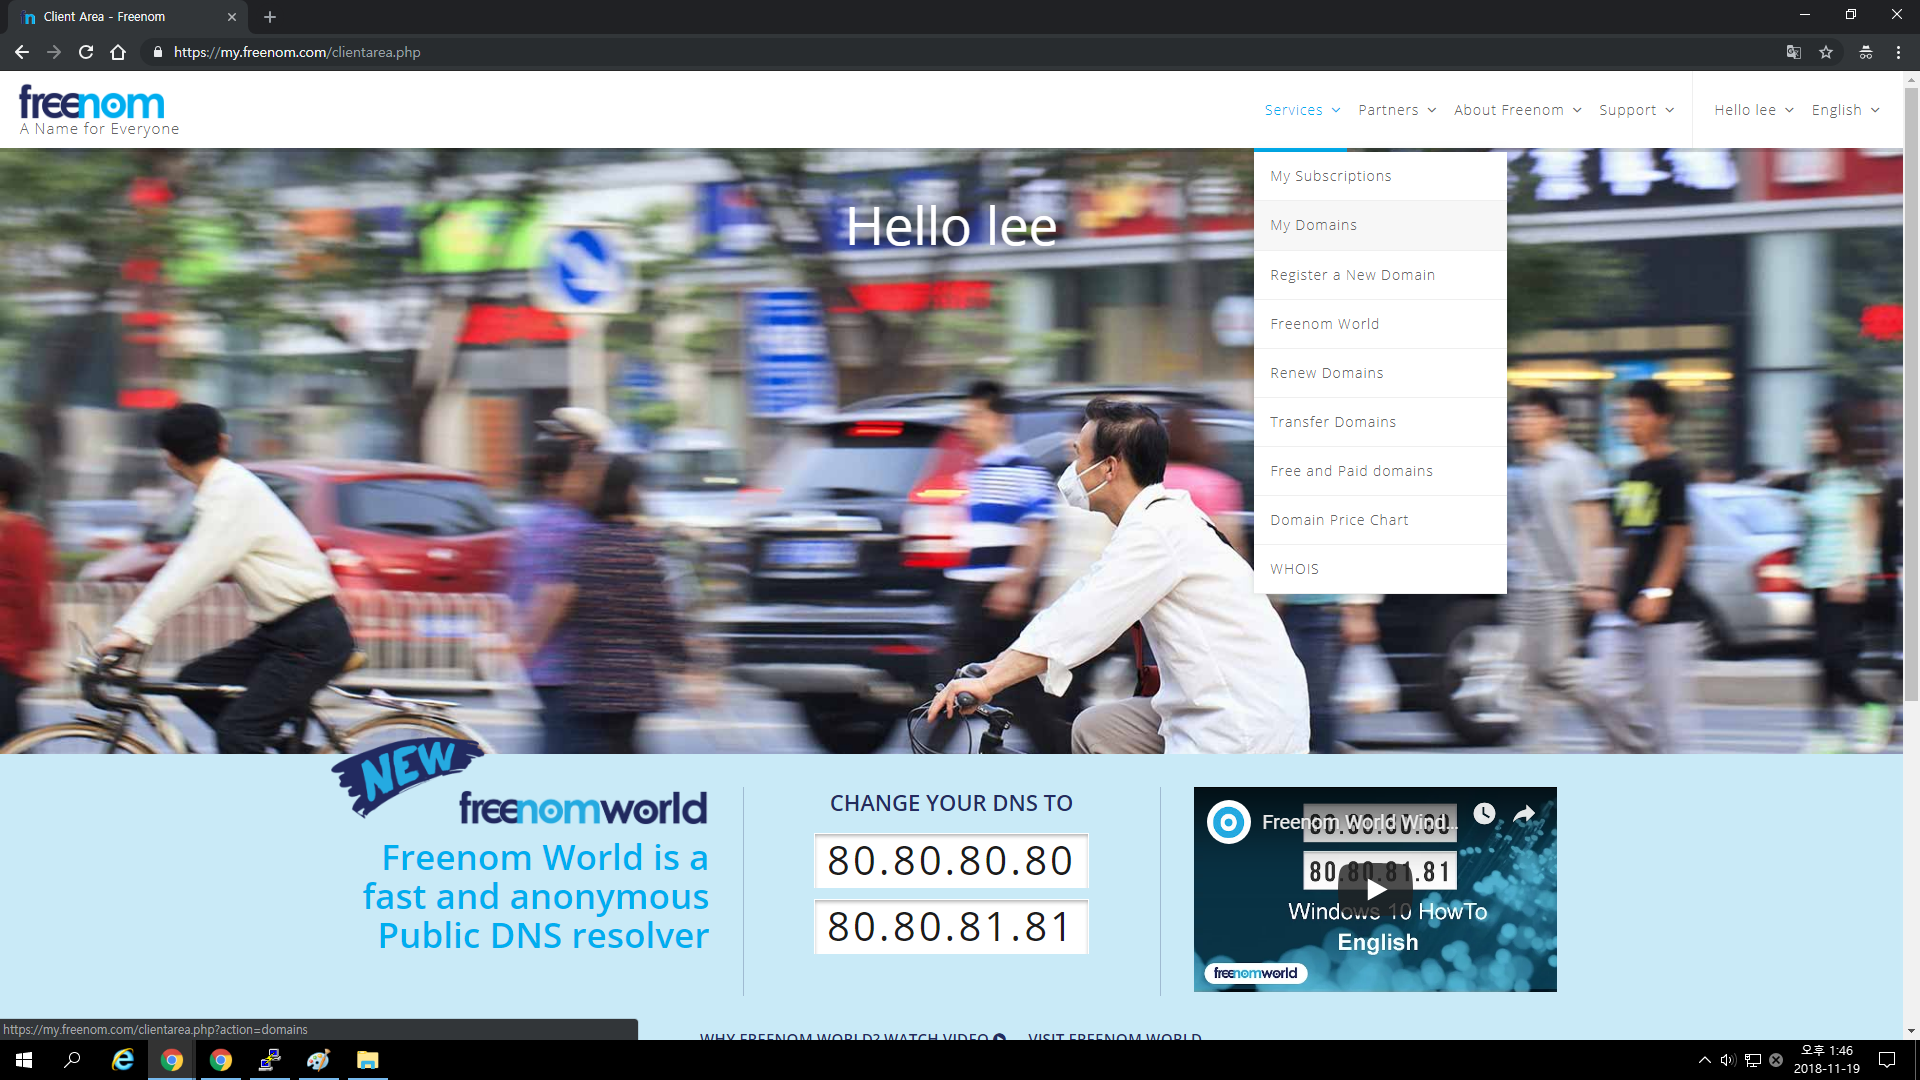 Client Area - Freenom
https://my.freenom.com/clientarea.php
freenom
A Name for Everyone
Services
Partners
About Freenom
Support
Hello lee
English
Hello lee
My Subscriptions
My Domains
Register a New Domain
Freenom World
Renew Domains
Transfer Domains
Free and Paid domains
Domain Price Chart
WHOIS
NEW
freenomworld
Freenom World is a
fast and anonymous
Public DNS resolver
CHANGE YOUR DNS TO
80.80.80.80
80.80.81.81
Freenom World Wind...
80.80.80.80
80.80.81.81
Windows 10 HowTo
English
freenomworld
WHY FREENOM WORLD? WATCH VIDEO
VISIT FREENOM WORLD
https://my.freenom.com/clientarea.php?action=domains
오후 1:46
2018-11-19